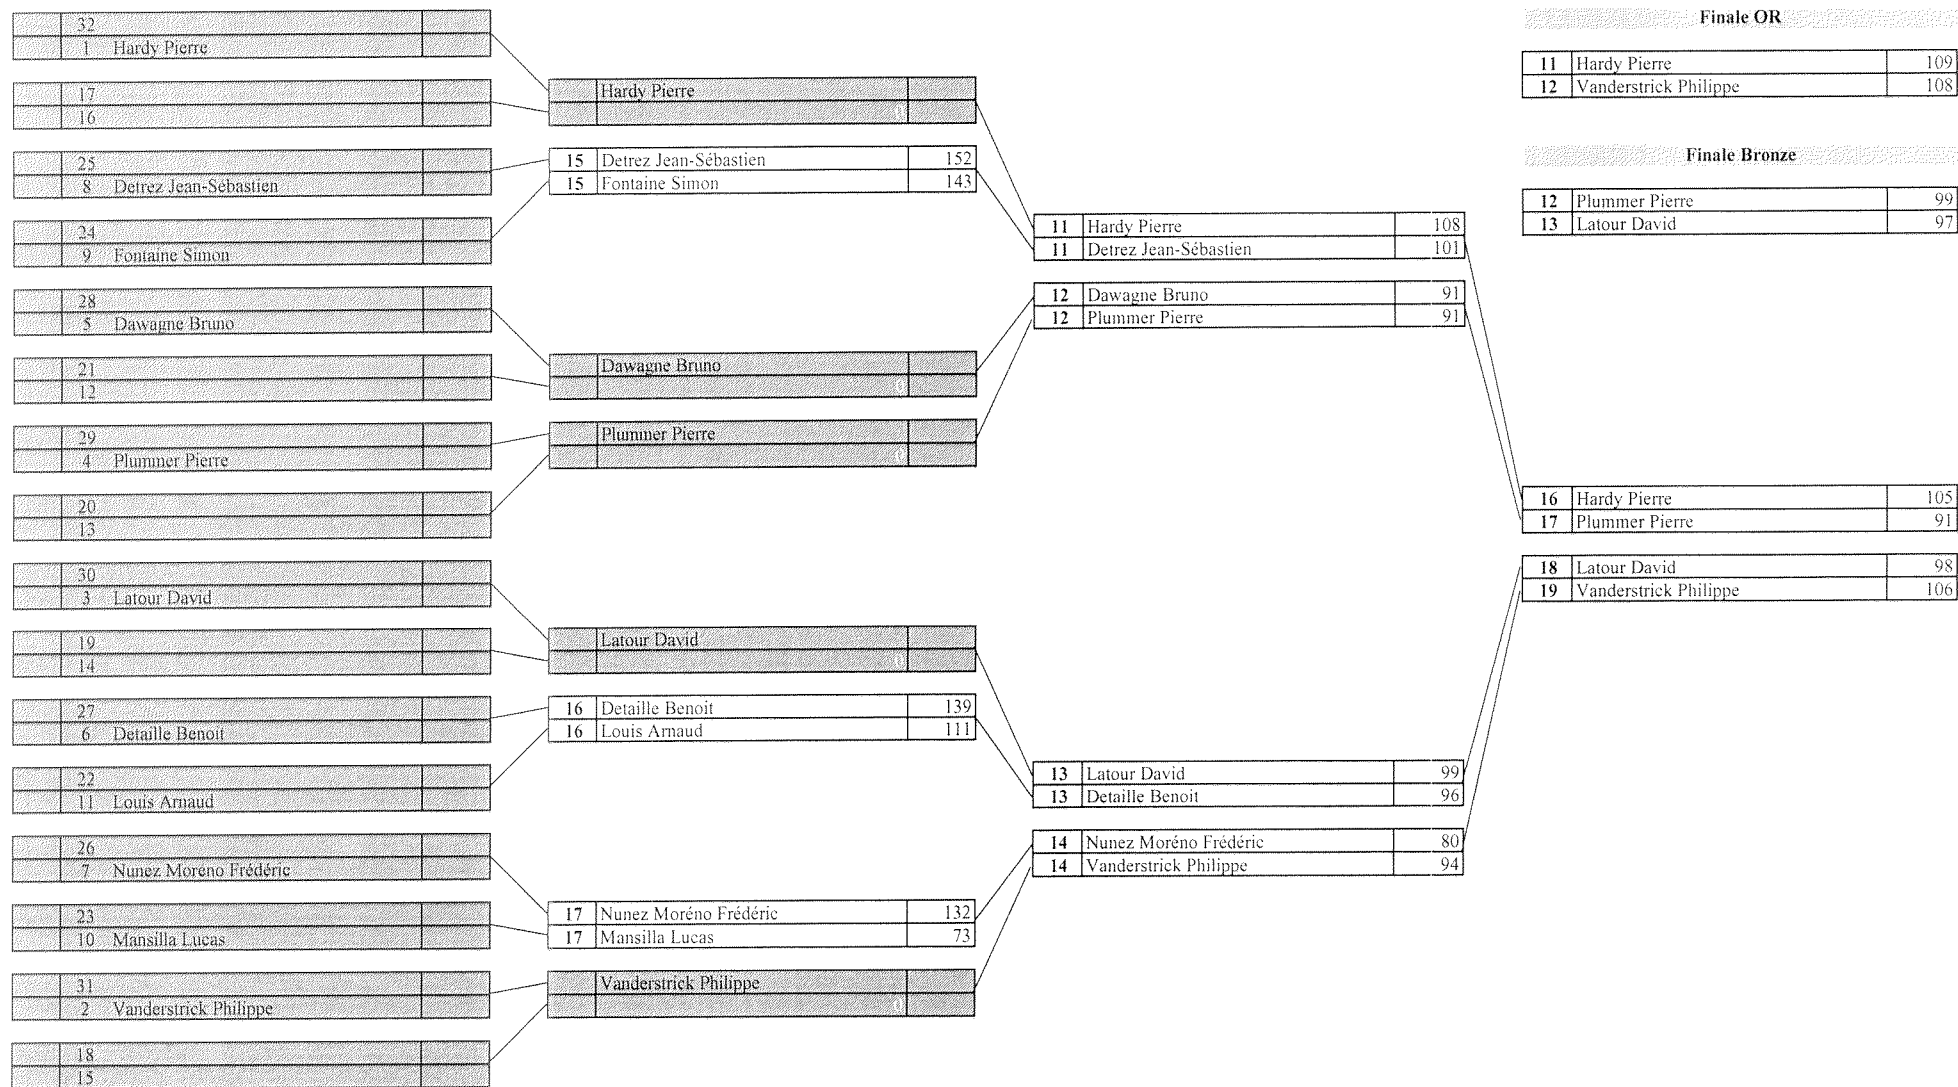 32
1 Hardy Pierre
17
16
25
8 Detrez Jean-Sébastien
24
9 Fontaine Simon
28
5 Dawagne Bruno
21
12
29
4 Plummer Pierre
20
13
30
3 Latour David
19
14
27
6 Detaille Benoit
22
11 Louis Arnaud
26
7 Nunez Moréno Frédéric
23
10 Mansilla Lucas
31
2 Vanderstrick Philippe
18
15
Hardy Pierre
0
15 Detrez Jean-Sébastien 152
15 Fontaine Simon 143
Dawagne Bruno
0
Plummer Pierre
0
Latour David
0
16 Detaille Benoit 139
16 Louis Arnaud 111
17 Nunez Moréno Frédéric 132
17 Mansilla Lucas 73
Vanderstrick Philippe
0
11 Hardy Pierre 108
11 Detrez Jean-Sébastien 101
12 Dawagne Bruno 91
12 Plummer Pierre 91
13 Latour David 99
13 Detaille Benoit 96
14 Nunez Moréno Frédéric 80
14 Vanderstrick Philippe 94
16 Hardy Pierre 105
17 Plummer Pierre 91
18 Latour David 98
19 Vanderstrick Philippe 106
Finale OR
11 Hardy Pierre 109
12 Vanderstrick Philippe 108
Finale Bronze
12 Plummer Pierre 99
13 Latour David 97